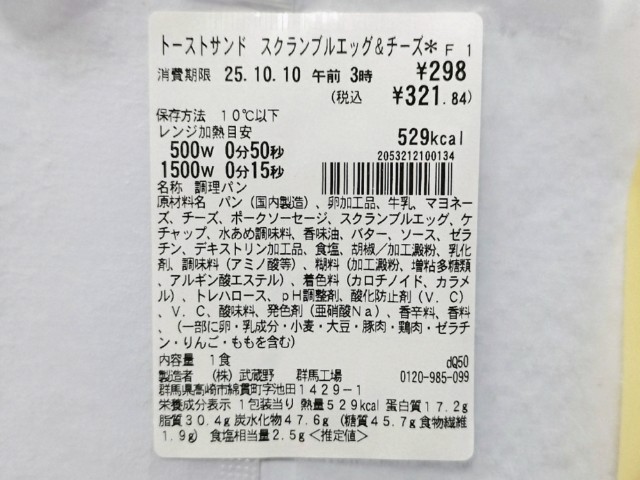 トーストサンド スクランブルエッグ&チーズ* F1
消費期限 25.10.10 午前 3時 ¥298
(税込 ¥321.84)
保存方法 10℃以下
レンジ加熱目安 529kcal
500W 0分50秒 2053212100134
1500W 0分15秒
名称 調理パン
原材料名 パン(国内製造)、卵加工品、牛乳、マヨネー
ズ、チーズ、ポークソーセージ、スクランブルエッグ、ケ
チャップ、水あめ調味料、香味油、バター、ソース、ゼラ
チン、デキストリン加工品、食塩、胡椒/加工澱粉、乳化
剤、調味料(アミノ酸等)、糊料(加工澱粉、増粘多糖類
、アルギン酸エステル)、着色料(カロチノイド、カラメ
ル)、トレハロース、pH調整剤、酸化防止剤(V.C)
、V.C、酸味料、発色剤(亜硝酸Na)、香辛料、香料
、(一部に卵・乳成分・小麦・大豆・豚肉・鶏肉・ゼラチ
ン・りんご・ももを含む)
内容量 1食 dQ50
製造者 (株)武蔵野 群馬工場 0120-985-099
群馬県高崎市綿貫町字池田1429-1
栄養成分表示 1包装当り 熱量529kcal 蛋白質17.2g
脂質30.4g 炭水化物47.6g(糖質45.7g 食物繊維
1.9g) 食塩相当量2.5g<推定値>